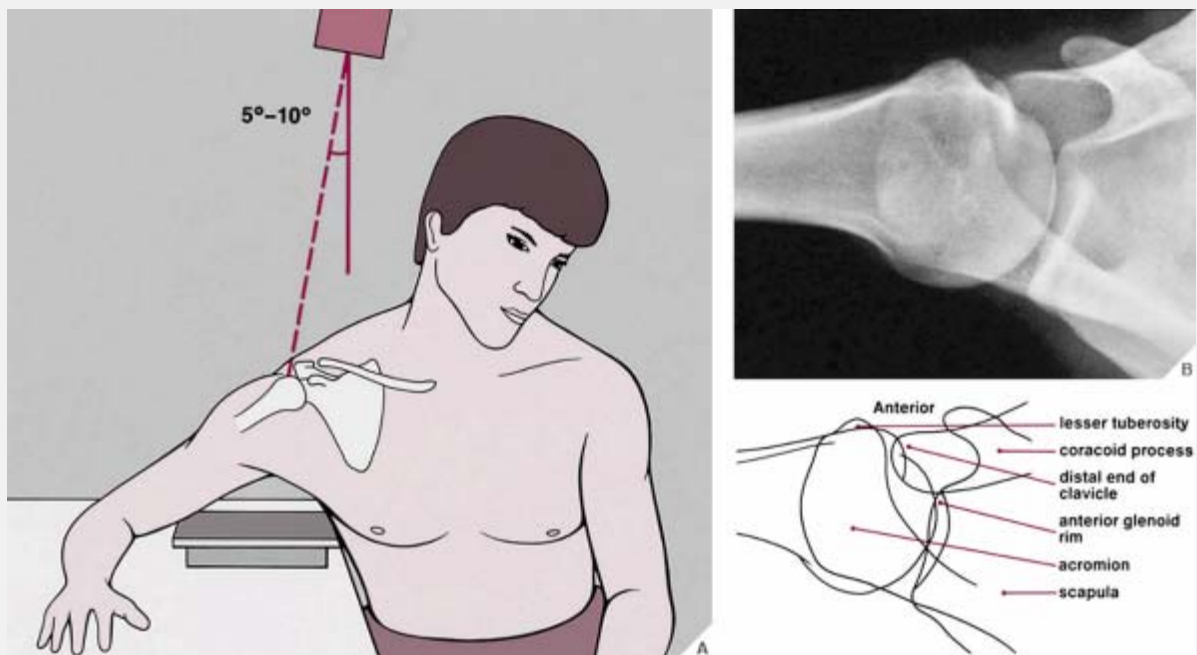 5°–10°
A
B
Anterior
lesser tuberosity
coracoid process
distal end of
clavicle
anterior glenoid
rim
acromion
scapula